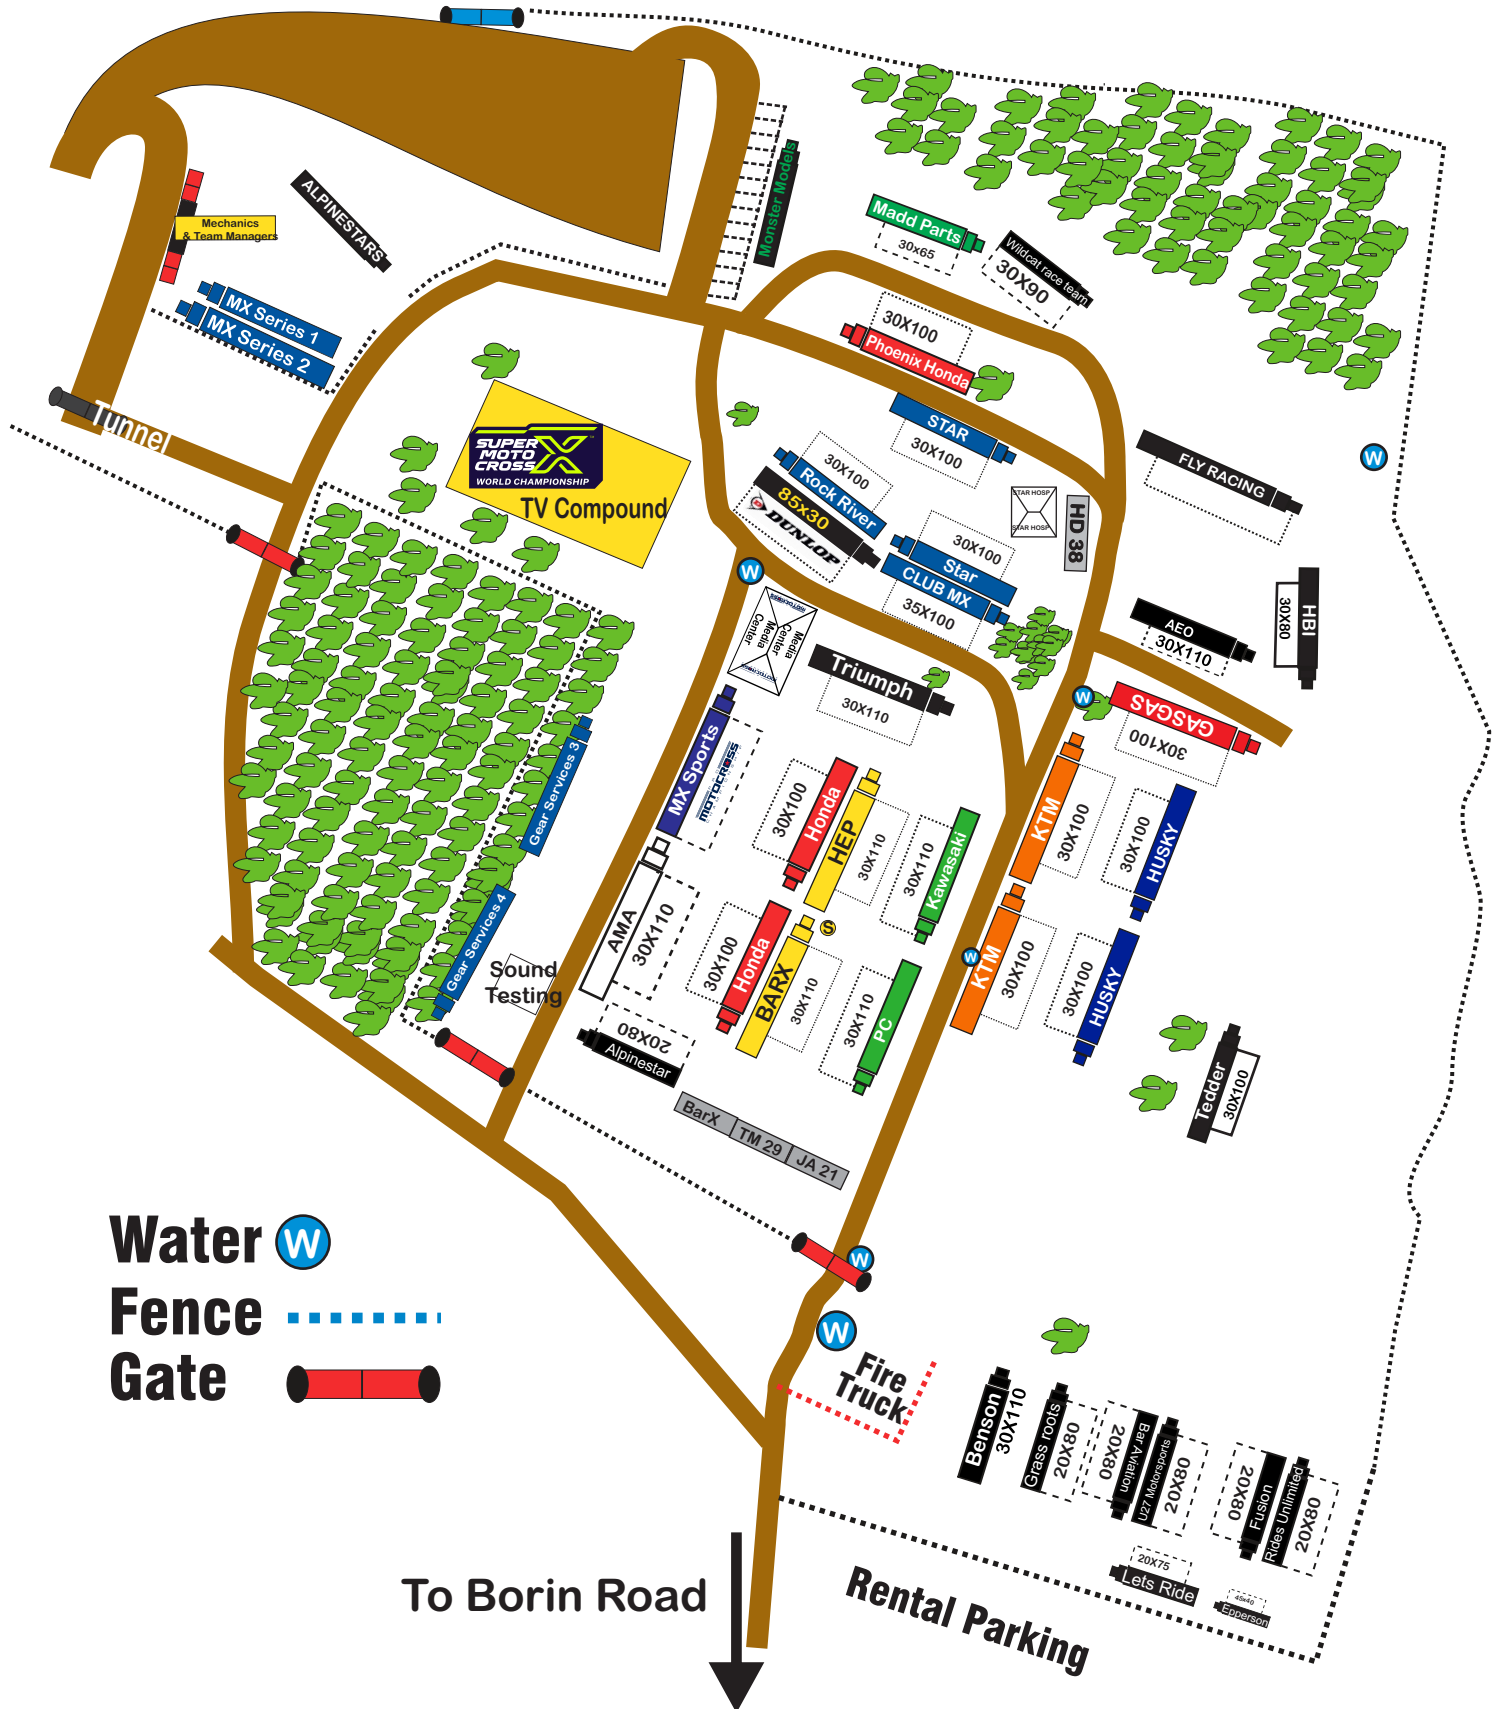 Monster Models
Mechanics
& Team Managers
ALPINESTARS
MX Series 1
MX Series 2
Tunnel
Madd Parts
30x65
Wildcat race team
30X90
30X100
Phoenix Honda
STAR
30X100
30X100
Rock River
85x30
DUNLOP
SUPER
MOTO
CROSS
WORLD CHAMPIONSHIP
TV Compound
STAR HOSP
STAR HOSP
HD 38
FLY RACING
W
30X100
Star
CLUB MX
35X100
W
Media
Center
Media
Center
AEO
30X110
HBI
30X80
Triumph
30X110
W
GASGAS
30X100
MX Sports
MOTOCROSS
Gear Services 3
30X100
Honda
HEP
30X110
30X110
Kawasaki
KTM
30X100
30X100
HUSKY
Gear Services 4
Sound
Testing
AMA
30X110
30X100
Honda
BARX
S
30X110
30X110
PC
W
KTM
30X100
30X100
HUSKY
20X80
Alpinestar
Tedder
30X100
BarX
TM 29
JA 21
Water W
Fence
Gate
W
W
Fire
Truck
Benson
30X110
Grass roots
20X80
20X80
Bar Aviation
U27 Motorsports
20X80
20X80
Fusion
Rides Unlimited
20X80
20X75
Lets Ride
45x40
Epperson
To Borin Road
Rental Parking